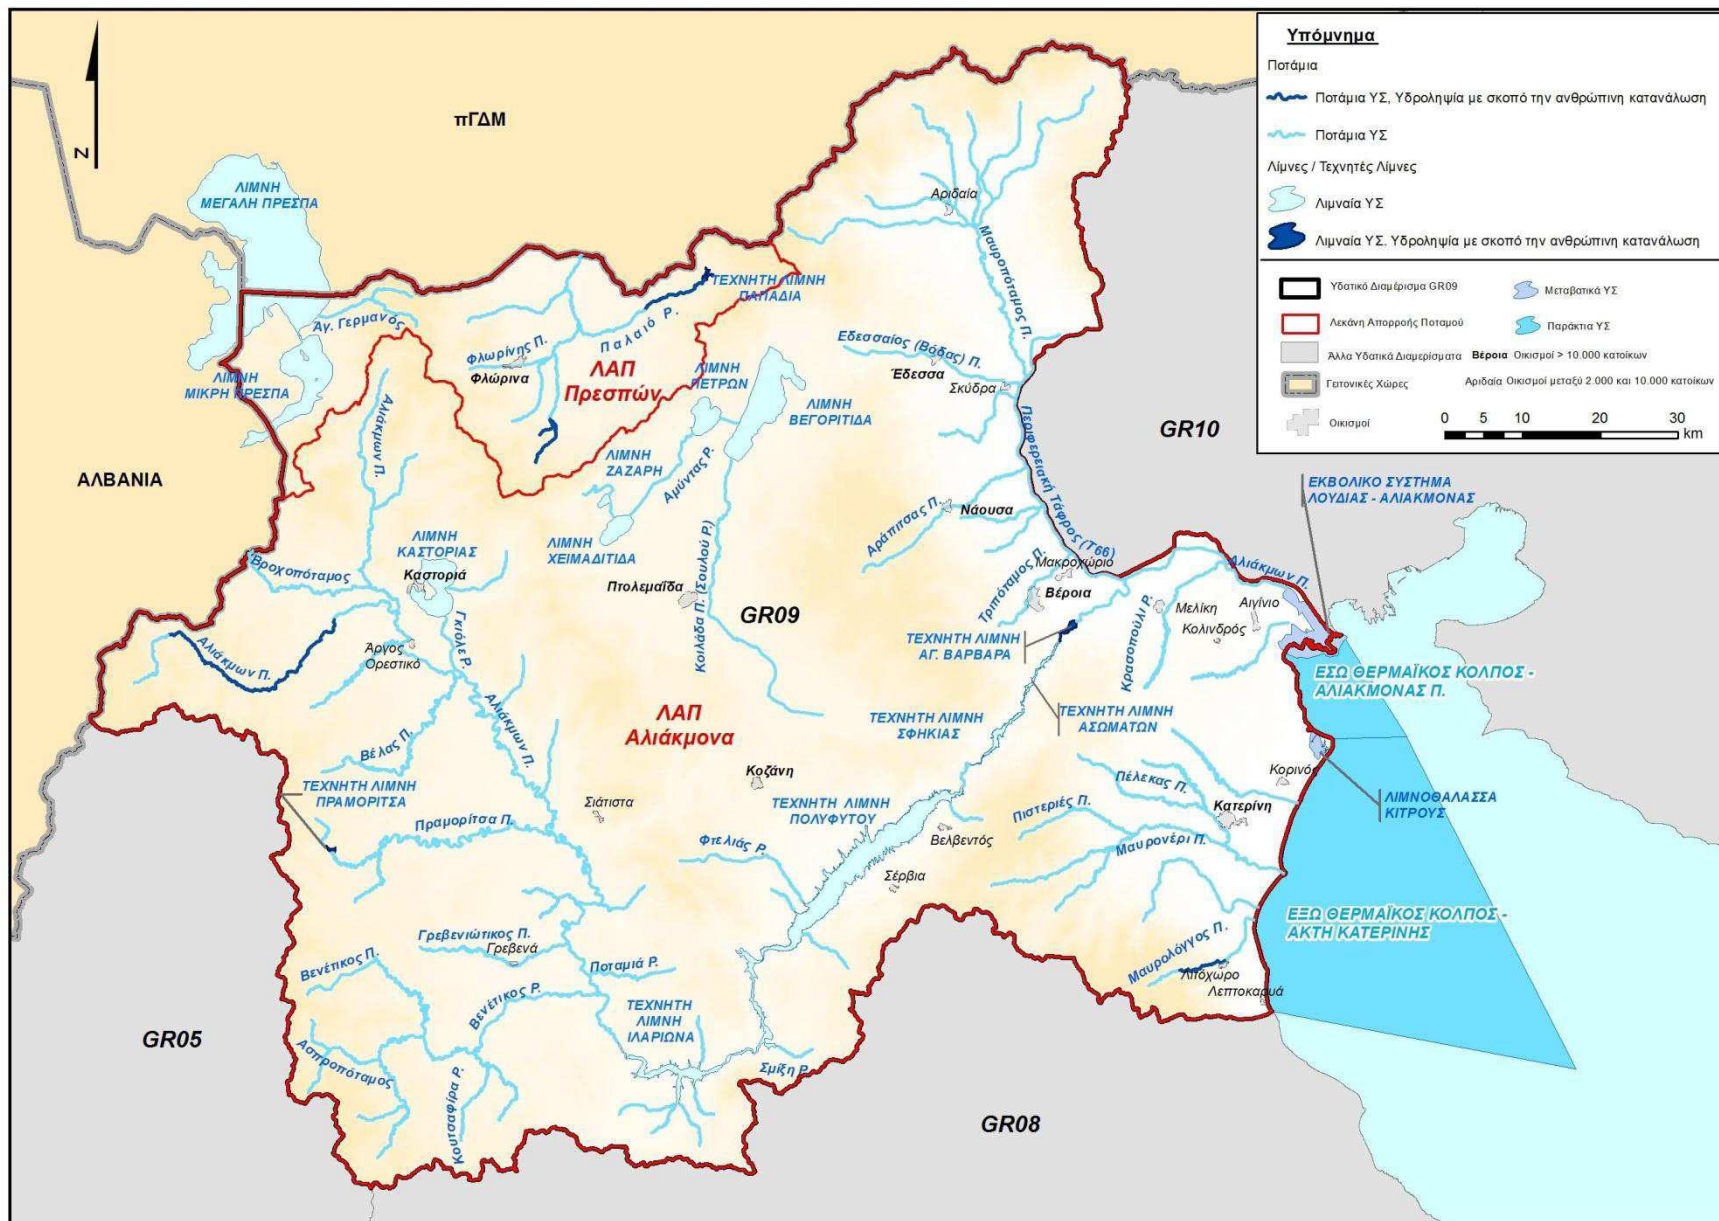 Υπόμνημα
Ποτάμια
Ποτάμια ΥΣ, Υδροληψία με σκοπό την ανθρώπινη κατανάλωση
Ποτάμια ΥΣ
Λίμνες / Τεχνητές Λίμνες
Λιμναία ΥΣ
Λιμναία ΥΣ. Υδροληψία με σκοπό την ανθρώπινη κατανάλωση
Υδατικό Διαμέρισμα GR09
Μεταβατικά ΥΣ
Λεκάνη Απορροής Ποταμού
Παράκτια ΥΣ
Άλλα Υδατικά Διαμερίσματα
Βέροια Οικισμοί > 10.000 κατοίκων
Γειτονικές Χώρες
Αριδαία Οικισμοί μεταξύ 2.000 και 10.000 κατοίκων
Οικισμοί
0 5 10 20 30
km
Z
πΓΔΜ
ΛΙΜΝΗ
ΜΕΓΑΛΗ ΠΡΕΣΠΑ
Αριδαία
Μαυροπόταμος Π.
ΤΕΧΝΗΤΗ ΛΙΜΝΗ
ΠΑΠΑΔΙΑ
Αγ. Γερμανός
Παλαιό Ρ.
Φλωρίνης Π.
Φλώρινα
ΛΑΠ
Πρεσπών
ΛΙΜΝΗ
ΠΕΤΡΩΝ
Εδεσσαίος (Βόδας) Π.
Έδεσσα
Σκύδρα
ΛΙΜΝΗ
ΜΙΚΡΗ ΠΡΕΣΠΑ
ΛΙΜΝΗ
ΒΕΓΟΡΙΤΙΔΑ
Αλιάκμων Π.
Περιφερειακή Τάφρος (Τ66)
GR10
ΑΛΒΑΝΙΑ
ΛΙΜΝΗ
ΖΑΖΑΡΗ
Αμύντας Ρ.
ΕΚΒΟΛΙΚΟ ΣΥΣΤΗΜΑ
ΛΟΥΔΙΑΣ - ΑΛΙΑΚΜΟΝΑΣ
Νάουσα
Αράπιτσας Π.
ΛΙΜΝΗ
ΚΑΣΤΟΡΙΑΣ
ΛΙΜΝΗ
ΧΕΙΜΑΔΙΤΙΔΑ
Βροχοπόταμος
Καστοριά
Πτολεμαΐδα
Κοιλάδα Π. (Σουλού Ρ.)
GR09
Τριπόταμος Π.
Μακροχώριο
Βέροια
Αλιάκμων Π.
Μελίκη
Αιγίνιο
Κολινδρός
Κρασοπούλι Ρ.
Γκιόλε Ρ.
Άργος
Ορεστικό
Αλιάκμων Π.
ΤΕΧΝΗΤΗ ΛΙΜΝΗ
ΑΓ. ΒΑΡΒΑΡΑ
ΕΣΩ ΘΕΡΜΑΪΚΟΣ ΚΟΛΠΟΣ -
ΑΛΙΑΚΜΟΝΑΣ Π.
Αλιάκμων Π.
ΛΑΠ
Αλιάκμονα
ΤΕΧΝΗΤΗ ΛΙΜΝΗ
ΣΦΗΚΙΑΣ
ΤΕΧΝΗΤΗ ΛΙΜΝΗ
ΑΣΩΜΑΤΩΝ
Βέλας Π.
Κοζάνη
Κορινός
ΤΕΧΝΗΤΗ ΛΙΜΝΗ
ΠΡΑΜΟΡΙΤΣΑ
Πέλεκας Π.
ΛΙΜΝΟΘΑΛΑΣΣΑ
ΚΙΤΡΟΥΣ
Σιάτιστα
ΤΕΧΝΗΤΗ ΛΙΜΝΗ
ΠΟΛΥΦΥΤΟΥ
Πιστεριές Π.
Κατερίνη
Πραμορίτσα Π.
Φτελιάς Ρ.
Βελβεντός
Μαυρονέρι Π.
Σέρβια
ΕΞΩ ΘΕΡΜΑΪΚΟΣ ΚΟΛΠΟΣ -
ΑΚΤΗ ΚΑΤΕΡΙΝΗΣ
Γρεβενιώτικος Π.
Γρεβενά
Βενέτικος Π.
Ποταμιά Ρ.
Μαυρολόγγος Π.
Λιτόχωρο
Λεπτοκαρυά
Βενέτικος Ρ.
ΤΕΧΝΗΤΗ
ΛΙΜΝΗ
ΙΛΑΡΙΩΝΑ
GR05
Ασπροπόταμος
Κουτσαφίρα Ρ.
Σμίξη Ρ.
GR08